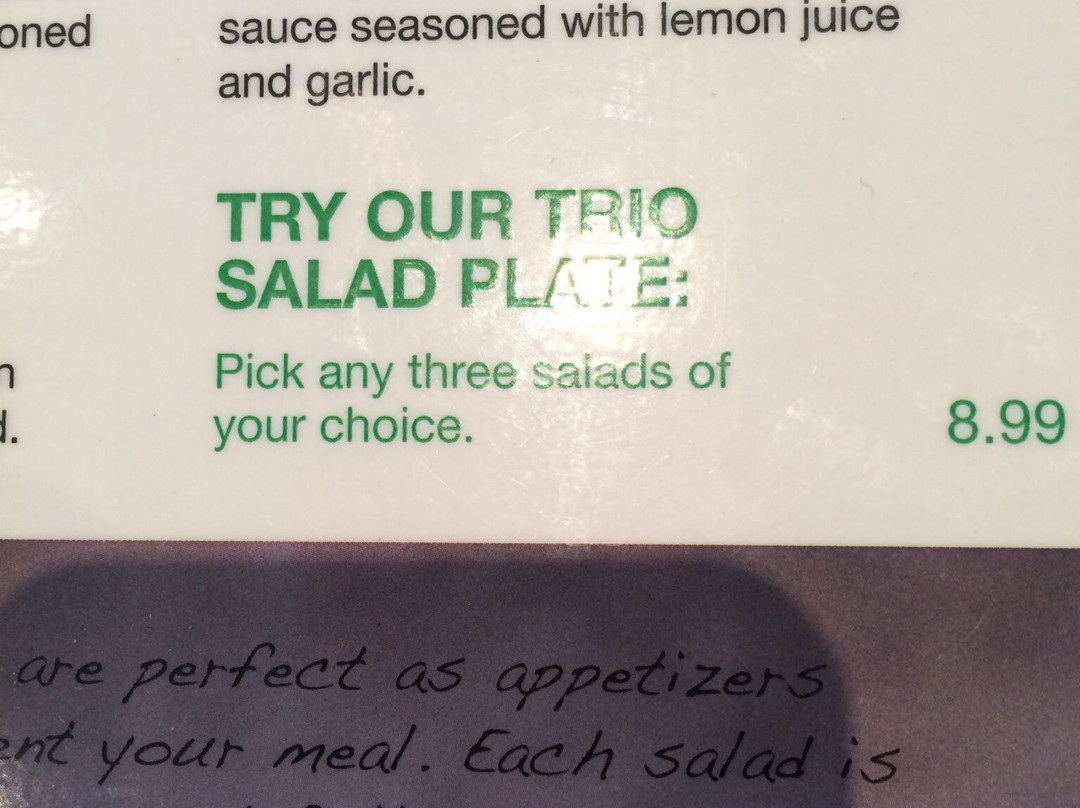 oned
sauce seasoned with lemon juice
and garlic.
TRY OUR TRIO
SALAD PLATE:
Pick any three salads of
your choice.
8.99
are perfect as appetizers
ent your meal. Each salad is